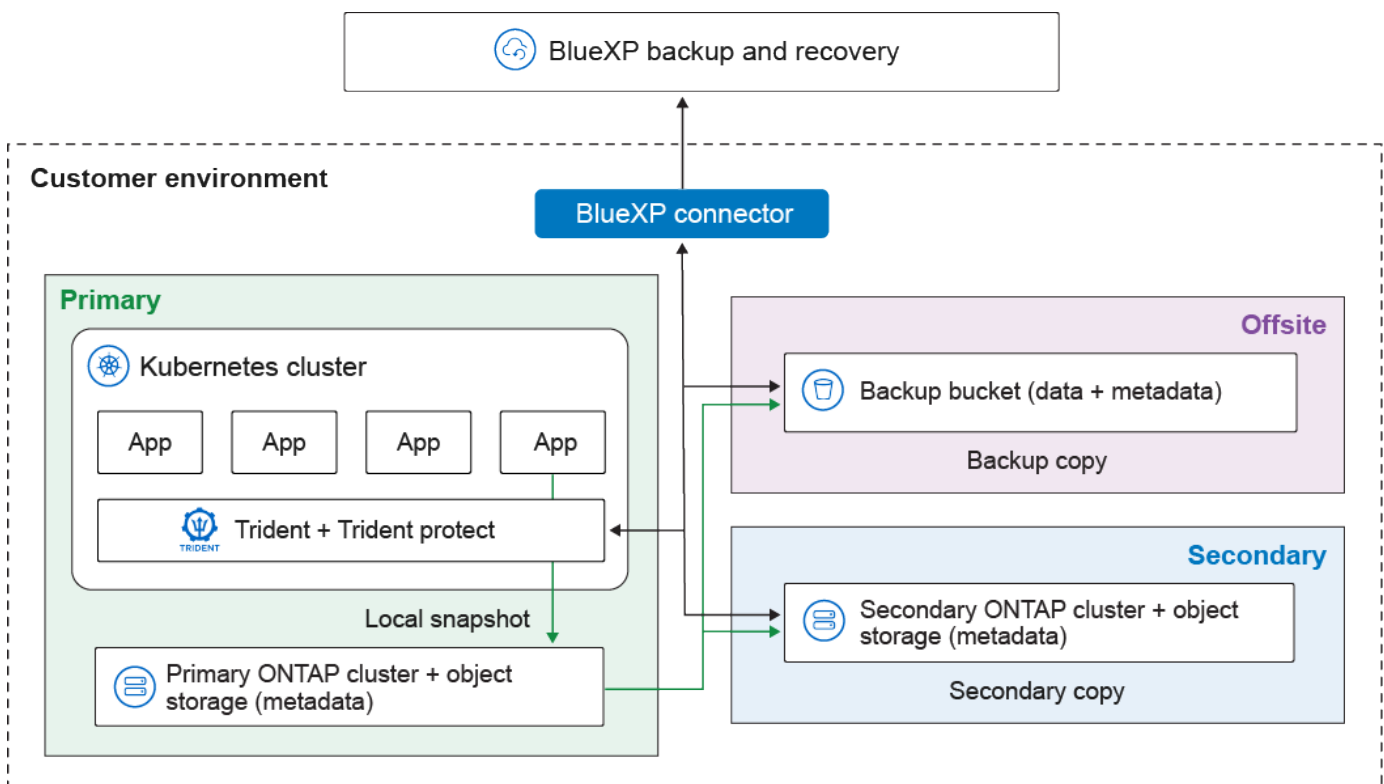 BlueXP backup and recovery
Customer environment
BlueXP connector
Primary
Kubernetes cluster
App
App
App
App
TRIDENT
Trident + Trident protect
Local snapshot
Primary ONTAP cluster + object
storage (metadata)
Offsite
Backup bucket (data + metadata)
Backup copy
Secondary
Secondary ONTAP cluster + object
storage (metadata)
Secondary copy